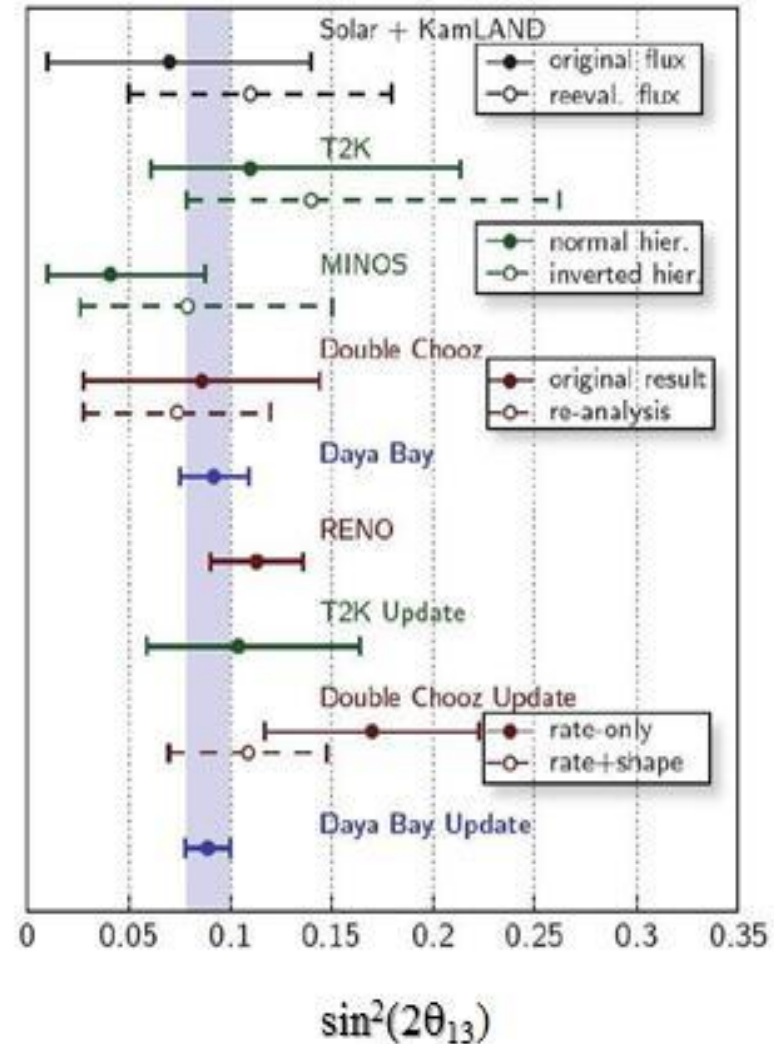 Solar + KamLAND
original flux
reeval. flux
T2K
normal hier.
inverted hier.
MINOS
Double Chooz
original result
re-analysis
Daya Bay
RENO
T2K Update
Double Chooz Update
rate-only
rate+shape
Daya Bay Update
0 0.05 0.1 0.15 0.2 0.25 0.3 0.35
sin²(2θ₁₃)